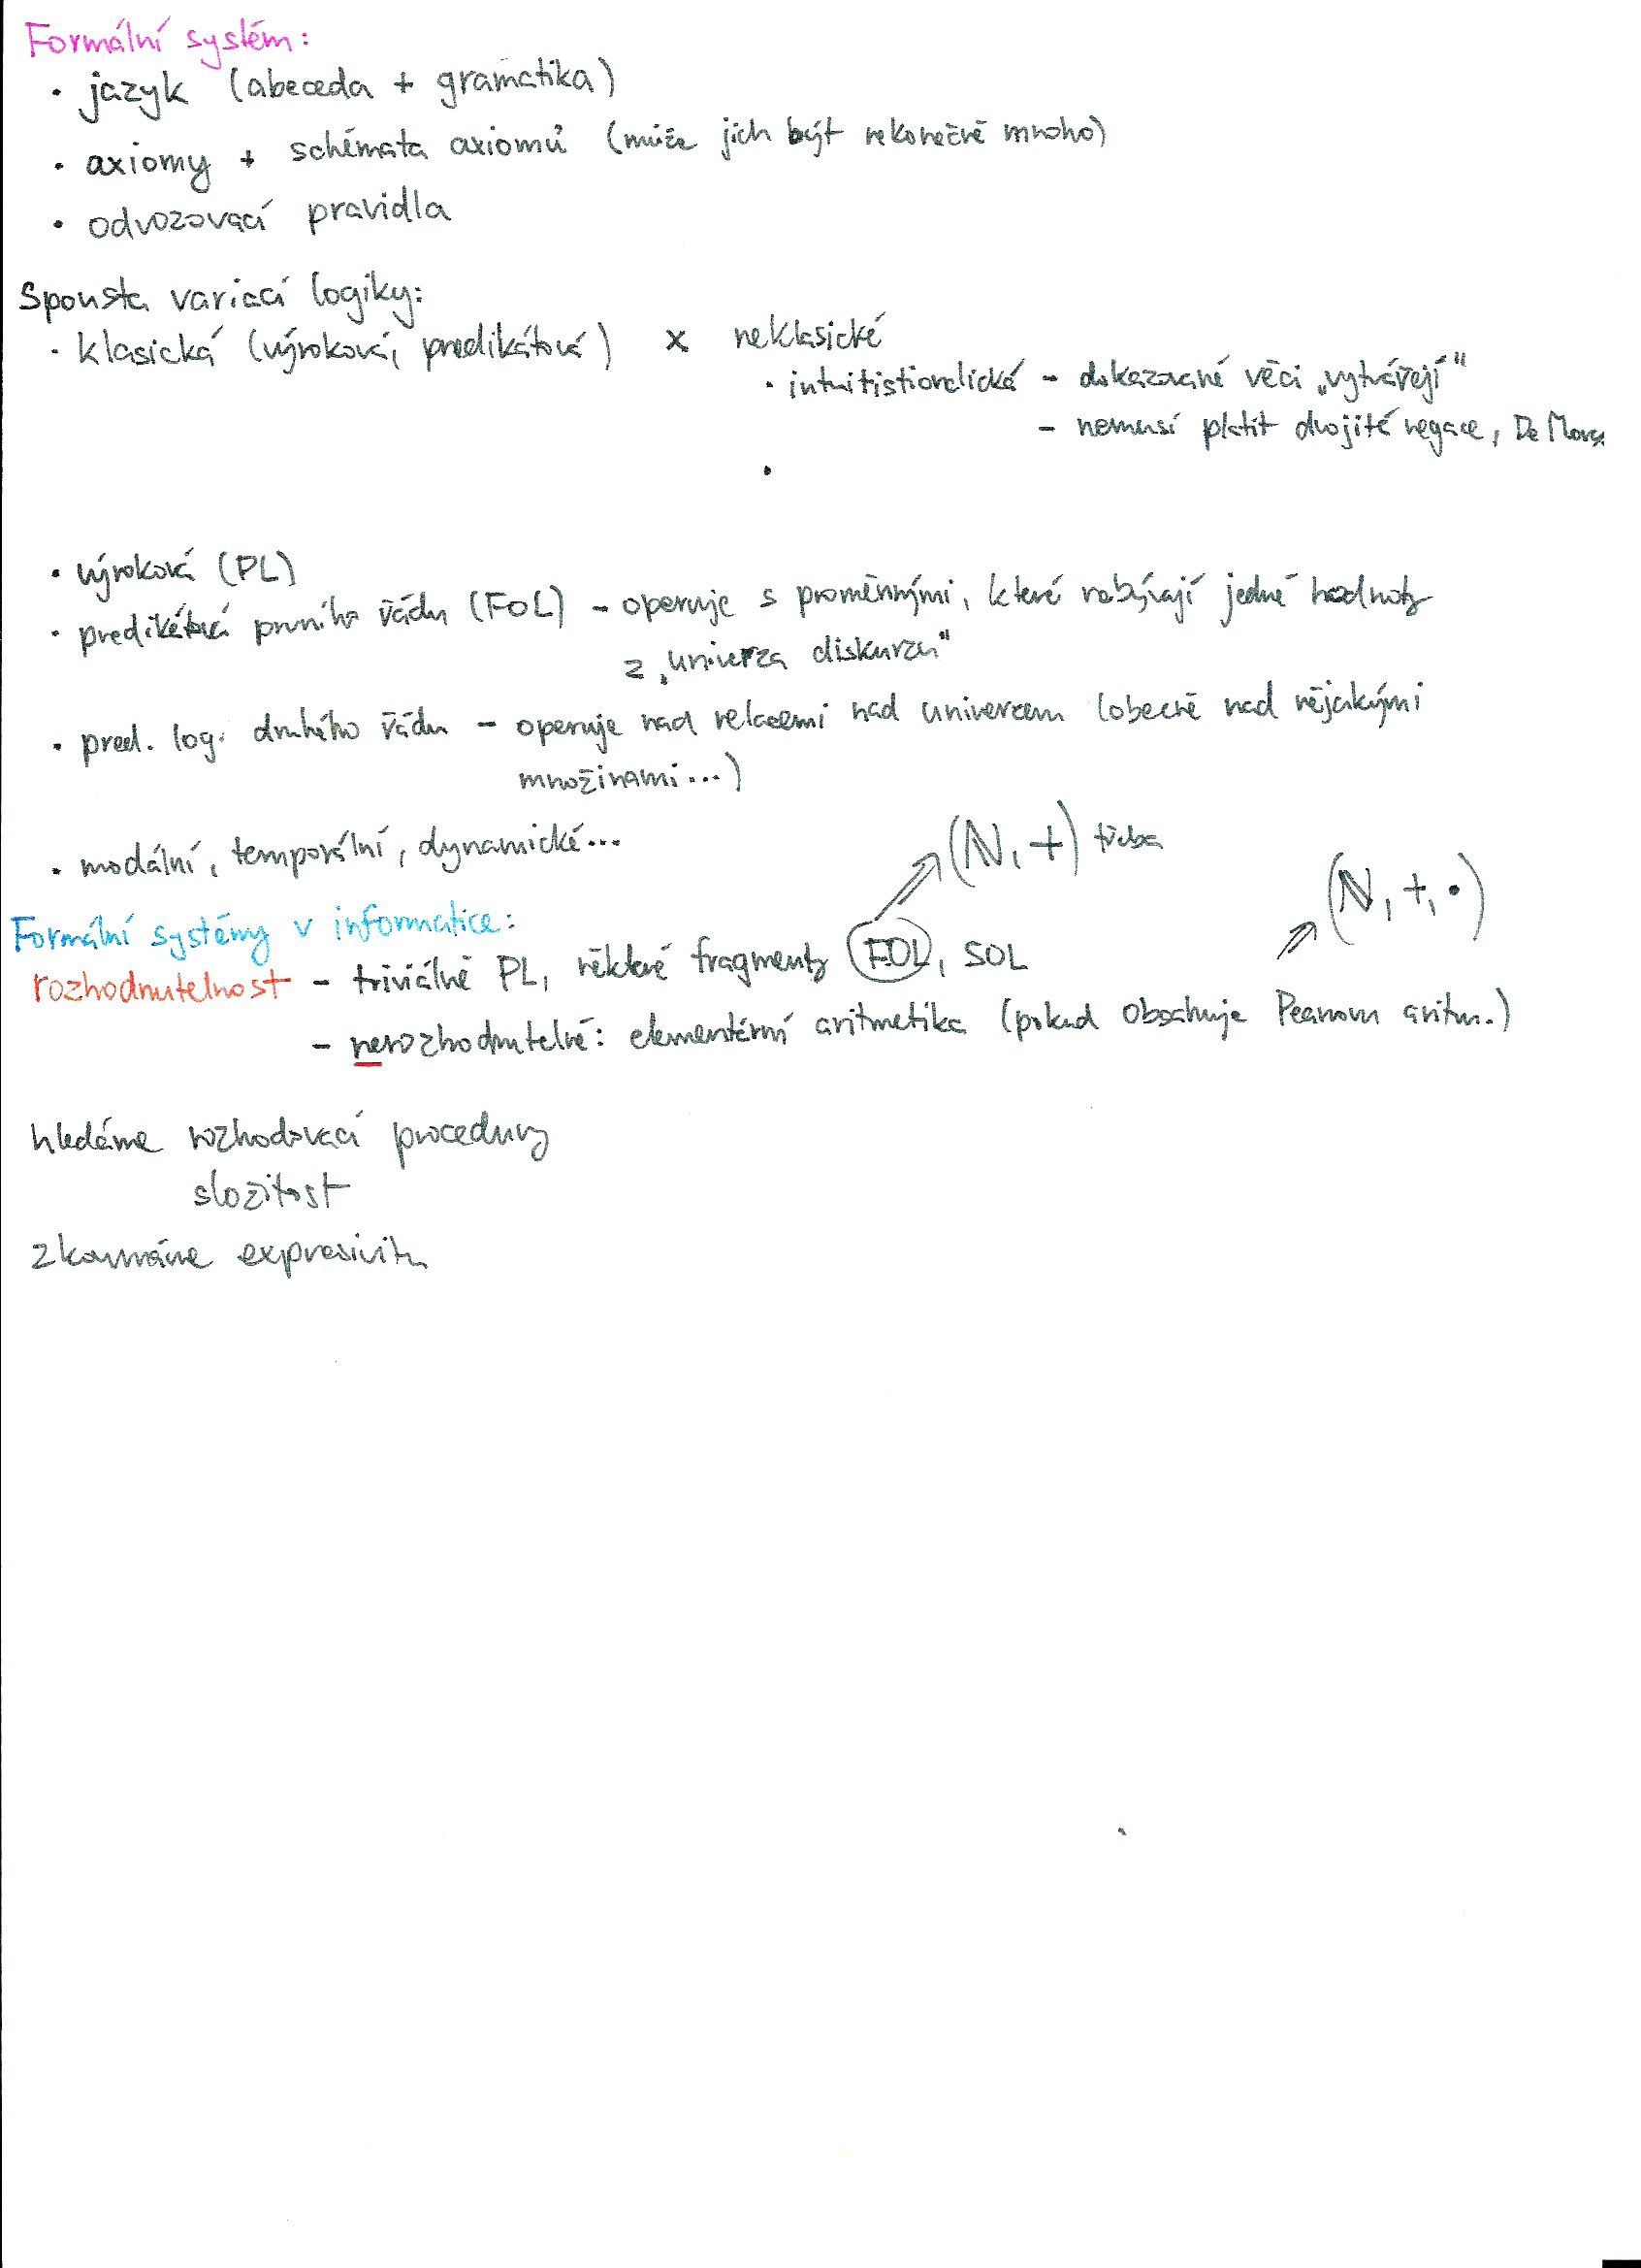 Formální systém:
• jazyk (abeceda + gramatika)
• axiomy + schémata axiomů (může jich být nekonečně mnoho)
• odvozovací pravidla
Spousta variací logiky:
• klasická (výroková, predikátová) x neklasické
• intuitistionalická - dokazované věci „vytvářejí"
- nemusí platit dvojité negace, De Morg.
•
• výroková (PL)
• predikátová prvního řádu (FOL) - operuje s proměnnými, které nabývají jedné hodnoty
z „univerza diskurzu"
• pred. log. druhého řádu - operuje nad relacemi nad univerzem (obecně nad nějakými
množinami...)
• modální, temporální, dynamické...
(ℕ, +) třeba
(ℕ, +, •)
Formální systémy v informatice:
rozhodnutelnost - triviálně PL, některé fragmenty FOL, SOL
- nerozhodnutelné: elementární aritmetika (pokud obsahuje Peanovu aritm.)
hledáme rozhodovací procedury
složitost
zkoumáme expresivitu